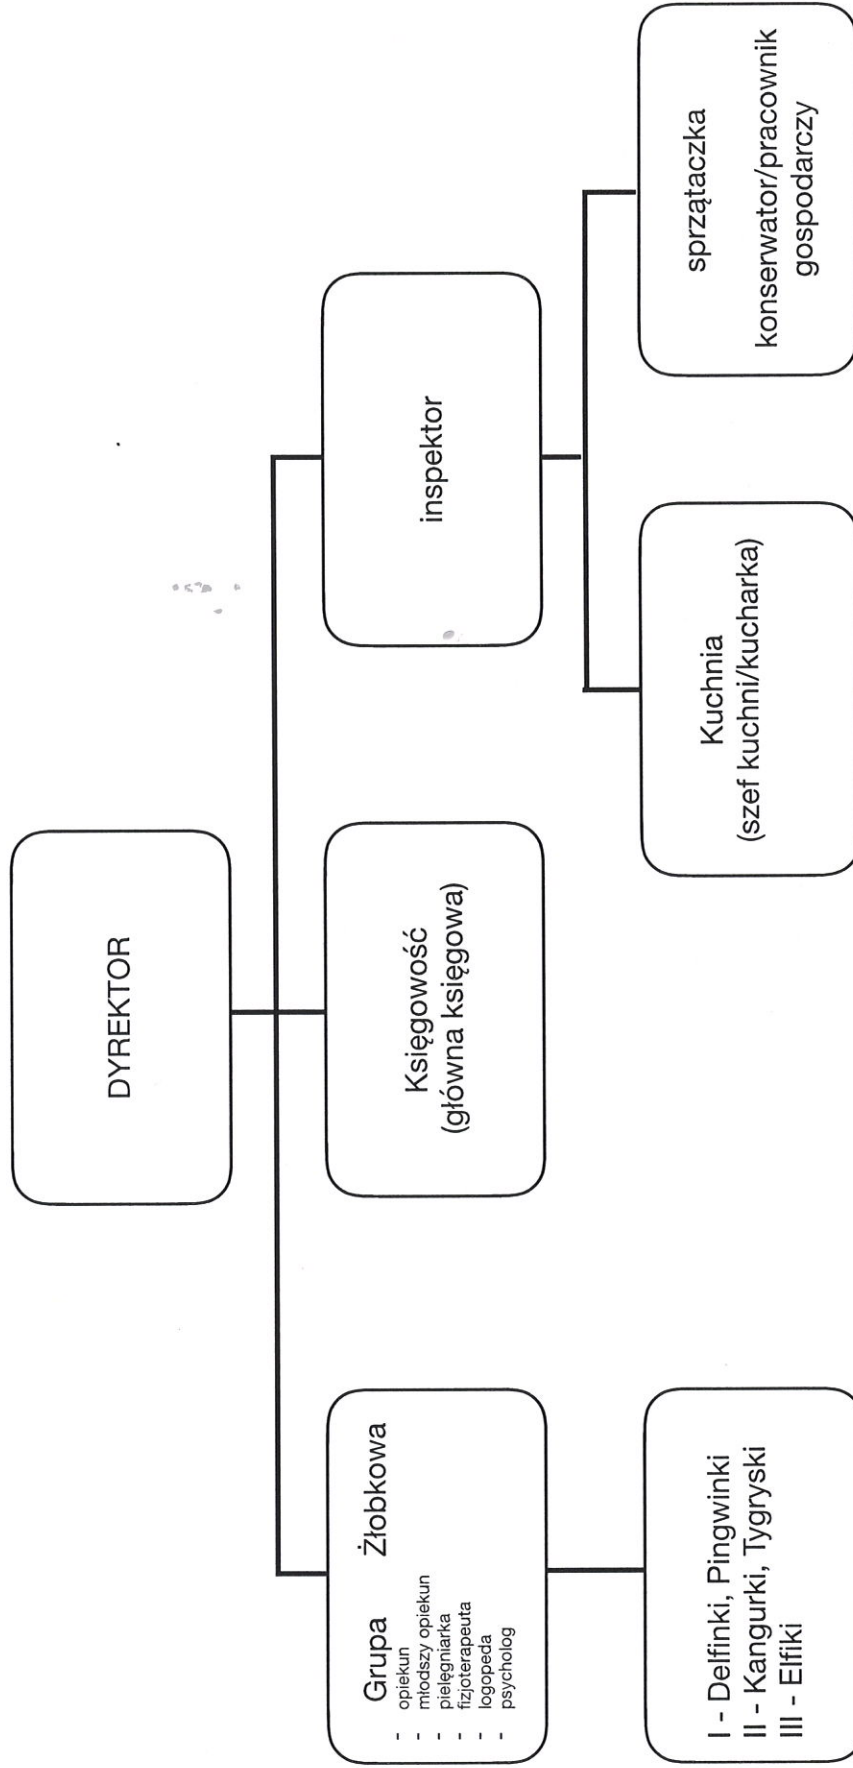 DYREKTOR
Grupa Żłobkowa
- opiekun
- młodszy opiekun
- pielęgniarka
- fizjoterapeuta
- logopeda
- psycholog
Księgowość
(główna księgowa)
inspektor
I - Delfinki, Pingwinki
II - Kangurki, Tygryski
III - Elfiki
Kuchnia
(szef kuchni/kucharka)
sprzątaczka
konserwator/pracownik
gospodarczy